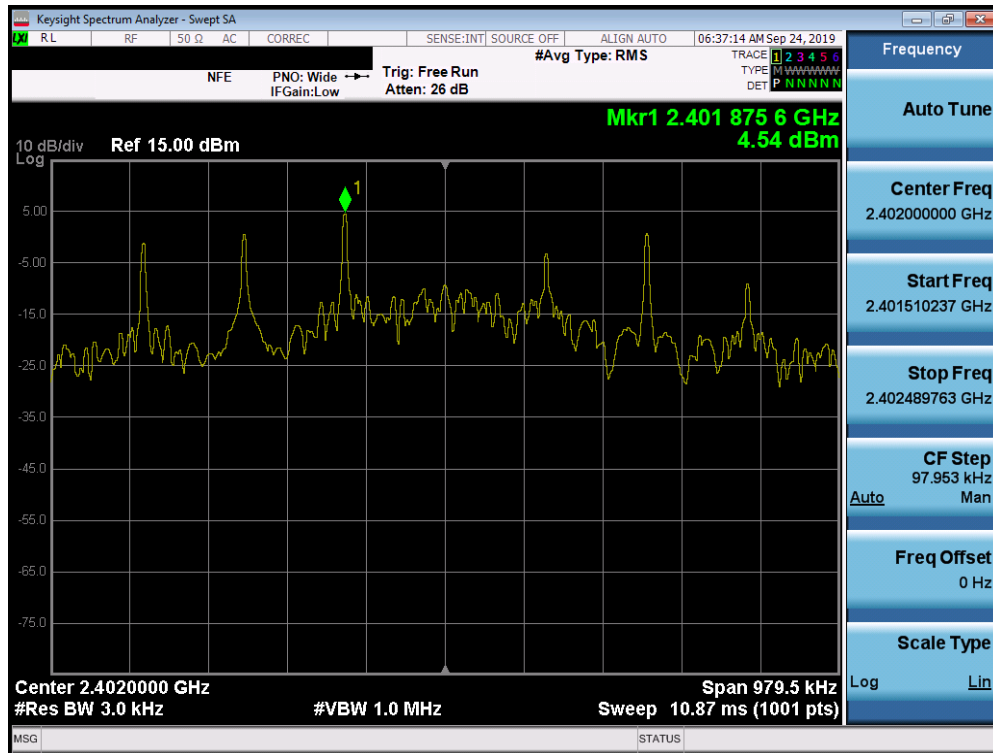 Keysight Spectrum Analyzer - Swept SA
LXI RL RF 50 Ω AC CORREC SENSE:INT SOURCE OFF ALIGN AUTO 06:37:14 AM Sep 24, 2019
#Avg Type: RMS
TRACE 1 2 3 4 5 6
TYPE M W W W W W
DET P N N N N N
NFE PNO: Wide Trig: Free Run
IFGain:Low Atten: 26 dB
Mkr1 2.401 875 6 GHz
4.54 dBm
10 dB/div Ref 15.00 dBm
Log
1
5.00
-5.00
-15.0
-25.0
-35.0
-45.0
-55.0
-65.0
-75.0
Center 2.4020000 GHz Span 979.5 kHz
#Res BW 3.0 kHz #VBW 1.0 MHz Sweep 10.87 ms (1001 pts)
MSG STATUS
Frequency
Auto Tune
Center Freq
2.402000000 GHz
Start Freq
2.401510237 GHz
Stop Freq
2.402489763 GHz
CF Step
97.953 kHz
Auto Man
Freq Offset
0 Hz
Scale Type
Log Lin